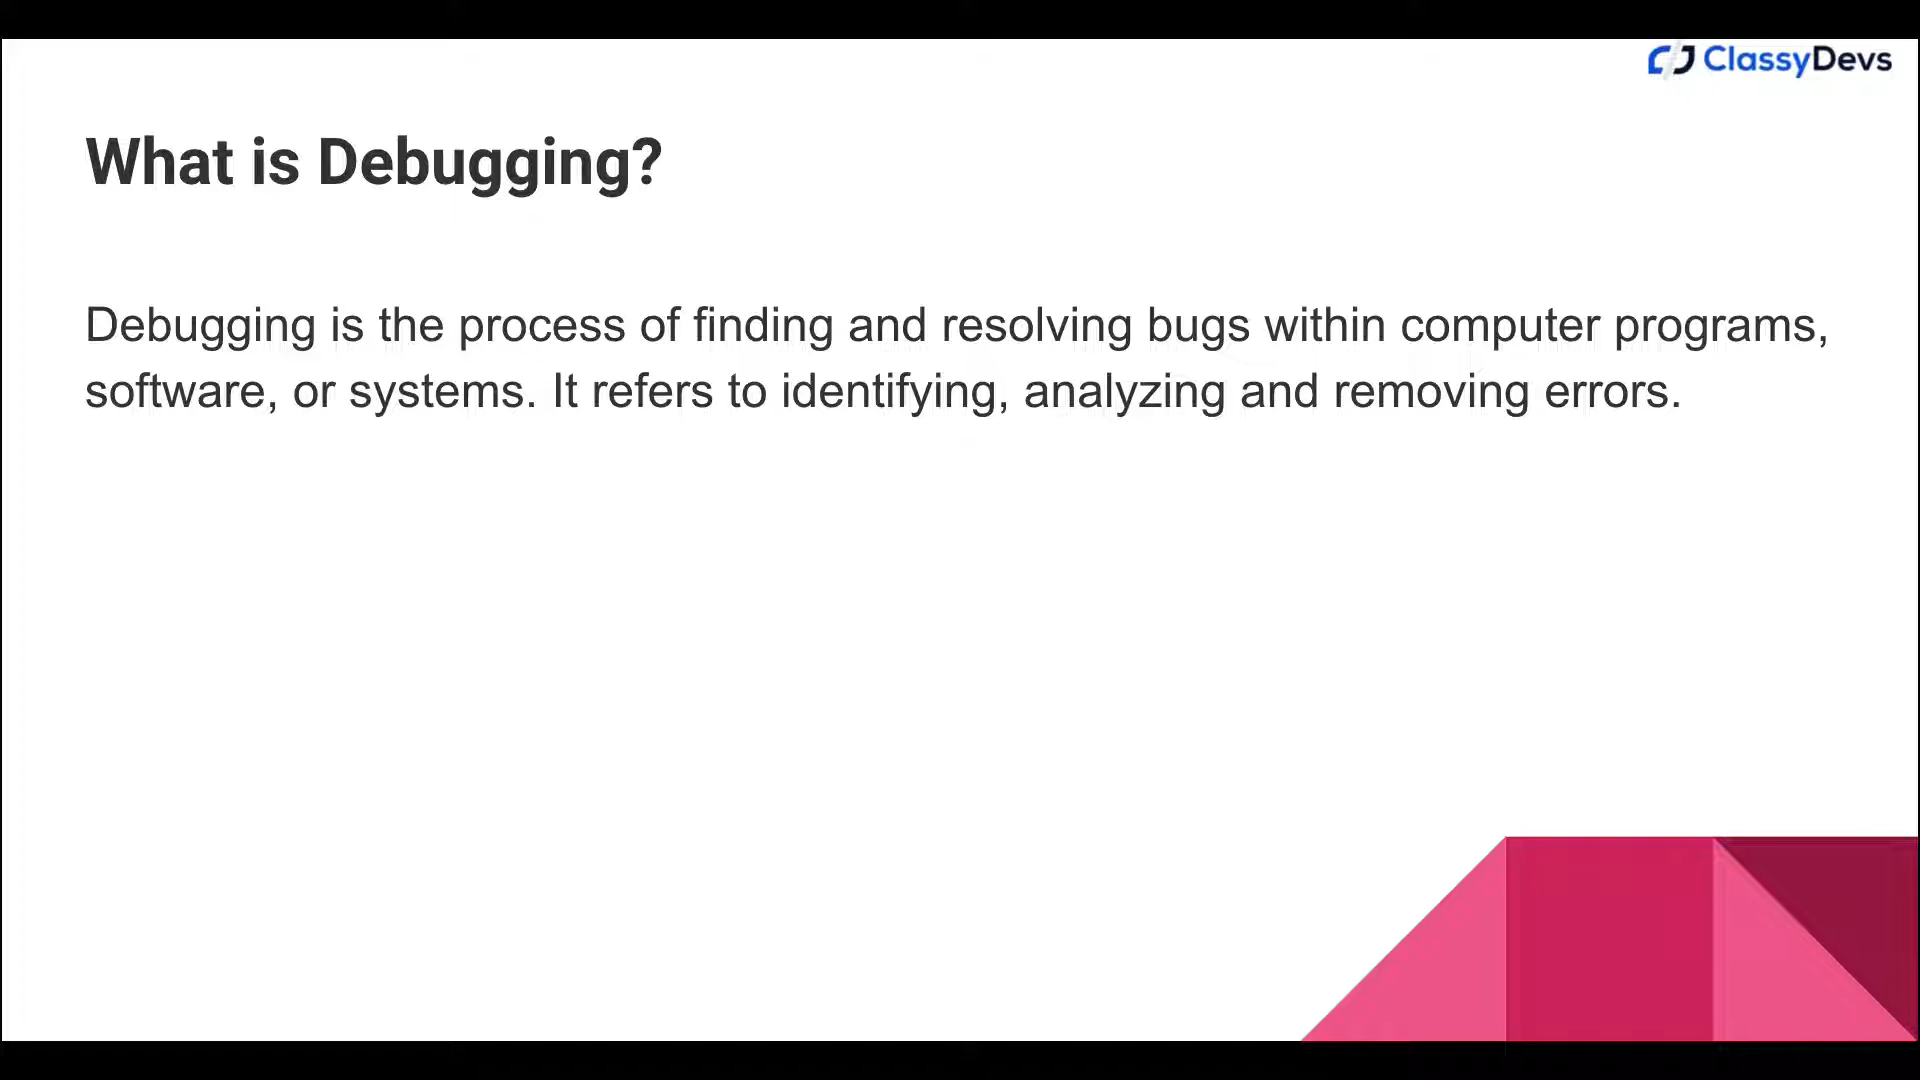 ClassyDevs
What is Debugging?
Debugging is the process of finding and resolving bugs within computer programs,
software, or systems. It refers to identifying, analyzing and removing errors.